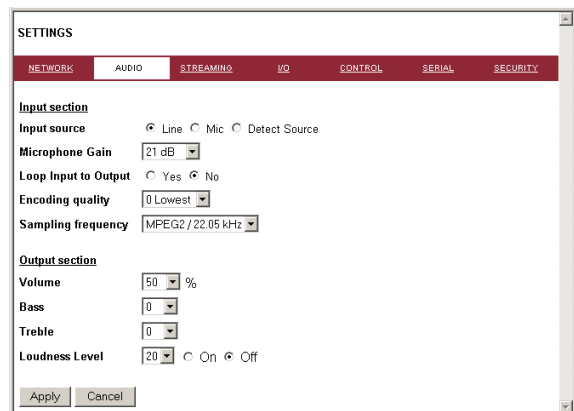 SETTINGS
NETWORK AUDIO STREAMING I/O CONTROL SERIAL SECURITY
Input section
Input source Line Mic Detect Source
Microphone Gain 21 dB
Loop Input to Output Yes No
Encoding quality 0 Lowest
Sampling frequency MPEG2 / 22.05 kHz
Output section
Volume 50 %
Bass 0
Treble 0
Loudness Level 20 On Off
Apply Cancel